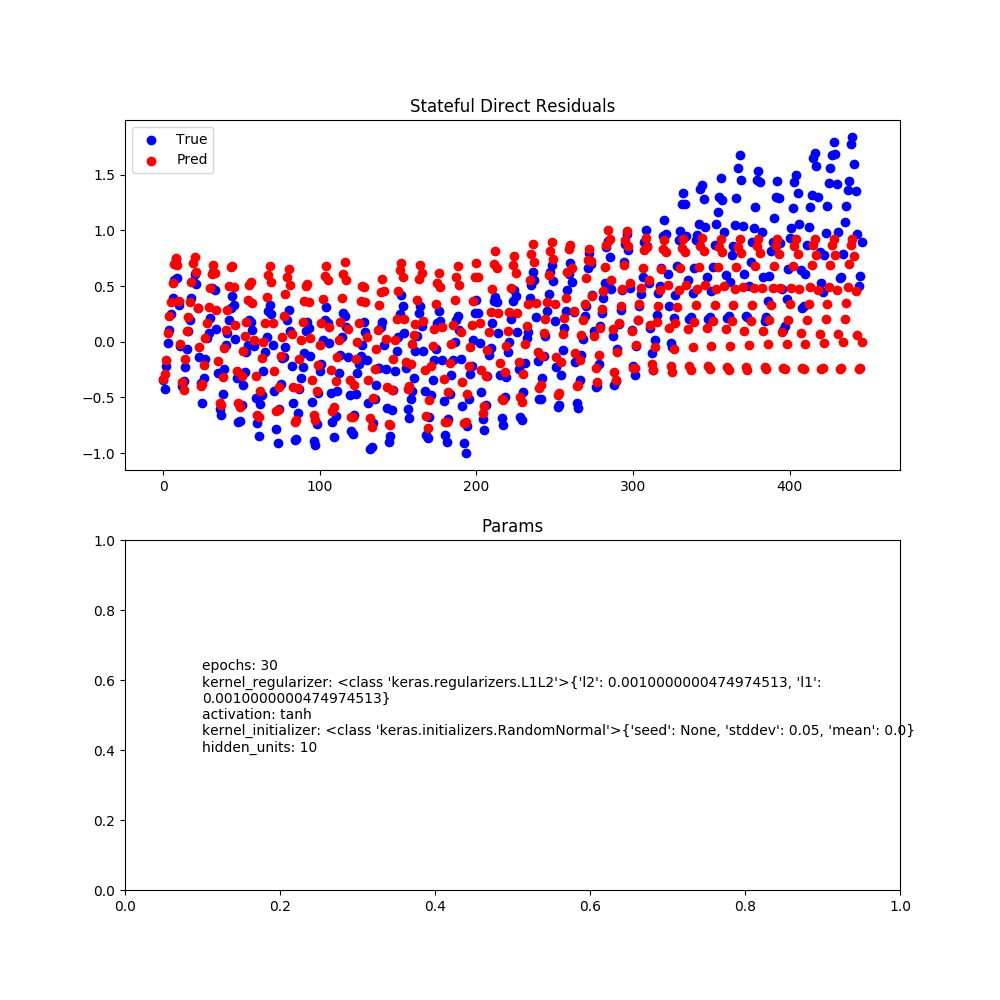 Stateful Direct Residuals
True
Pred
1.5
1.0
0.5
0.0
−0.5
−1.0
0 100 200 300 400
Params
1.0
0.8
0.6
0.4
0.2
0.0
epochs: 30
kernel_regularizer: <class 'keras.regularizers.L1L2'>{'l2': 0.0010000000474974513, 'l1':
0.0010000000474974513}
activation: tanh
kernel_initializer: <class 'keras.initializers.RandomNormal'>{'seed': None, 'stddev': 0.05, 'mean': 0.0}
hidden_units: 10
0.0 0.2 0.4 0.6 0.8 1.0